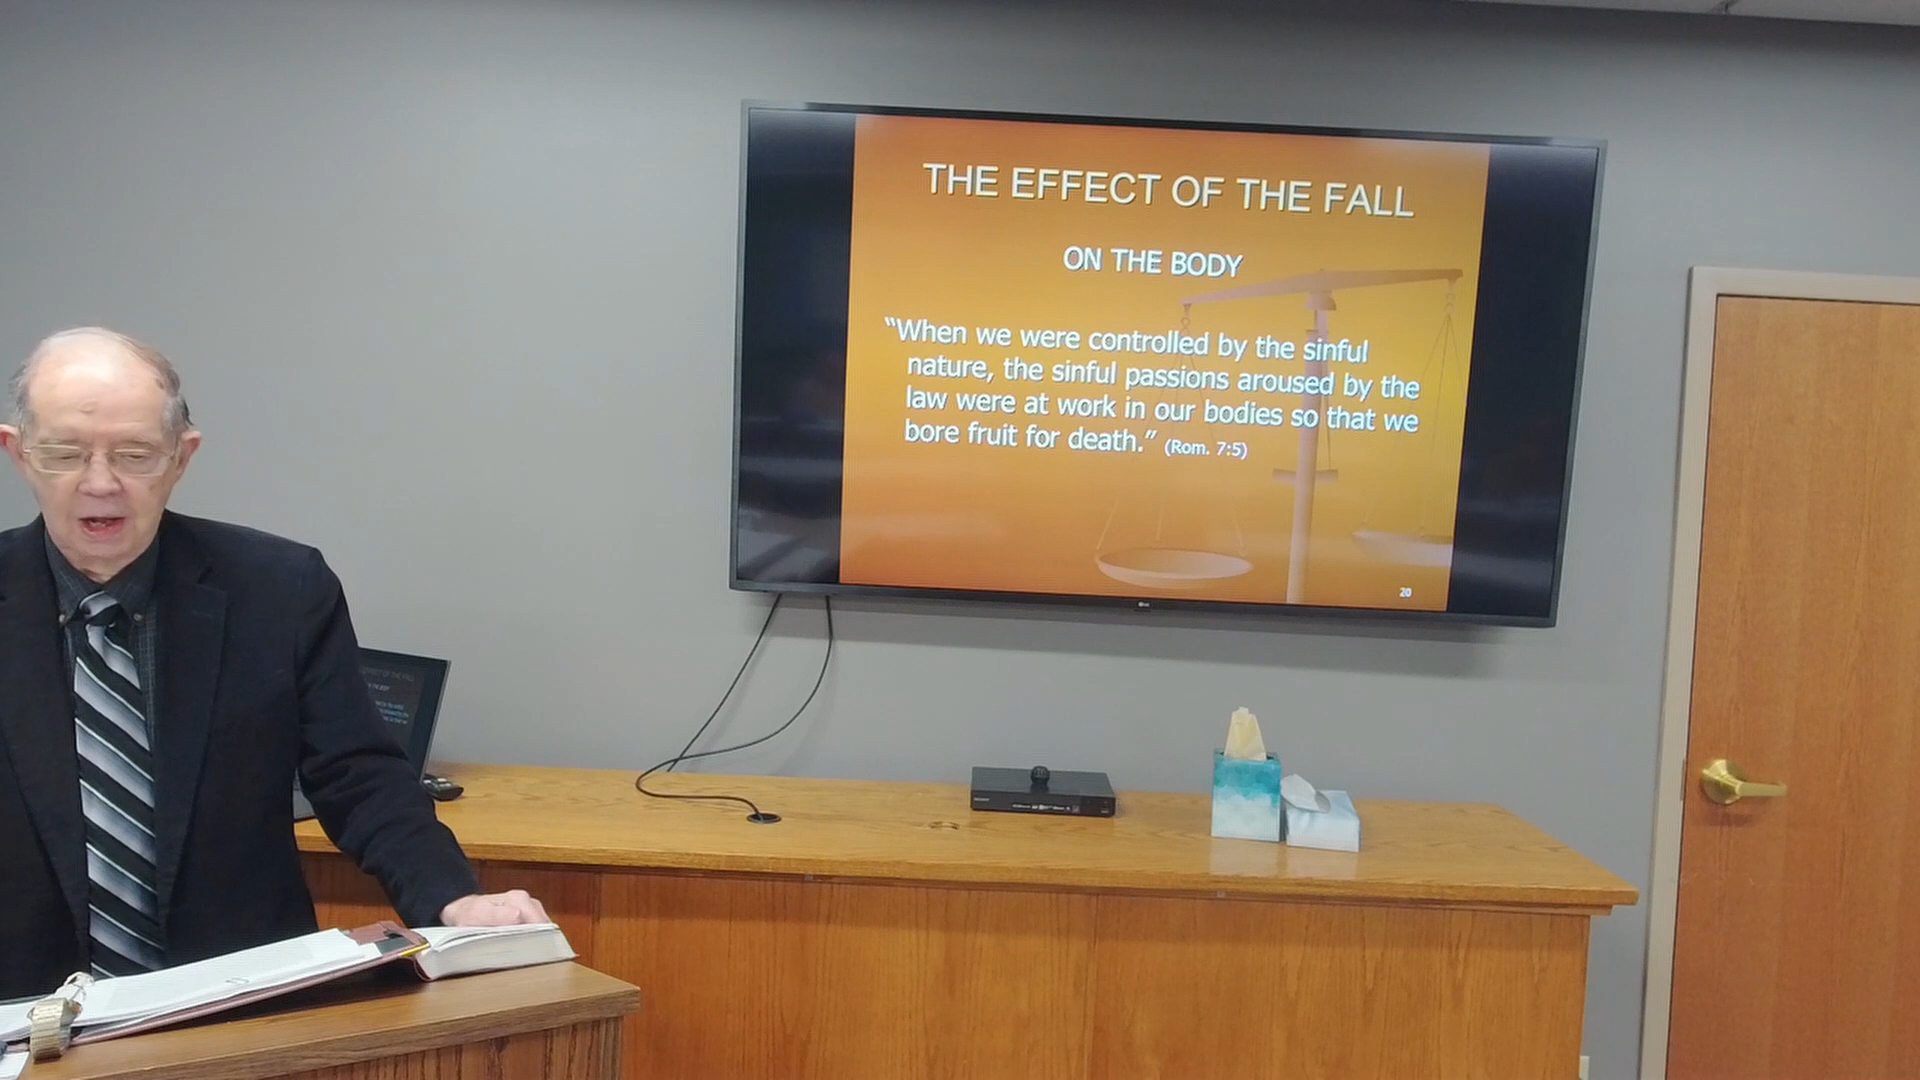 THE EFFECT OF THE FALL
ON THE BODY
“When we were controlled by the sinful
nature, the sinful passions aroused by the
law were at work in our bodies so that we
bore fruit for death.” (Rom. 7:5)
20
LG